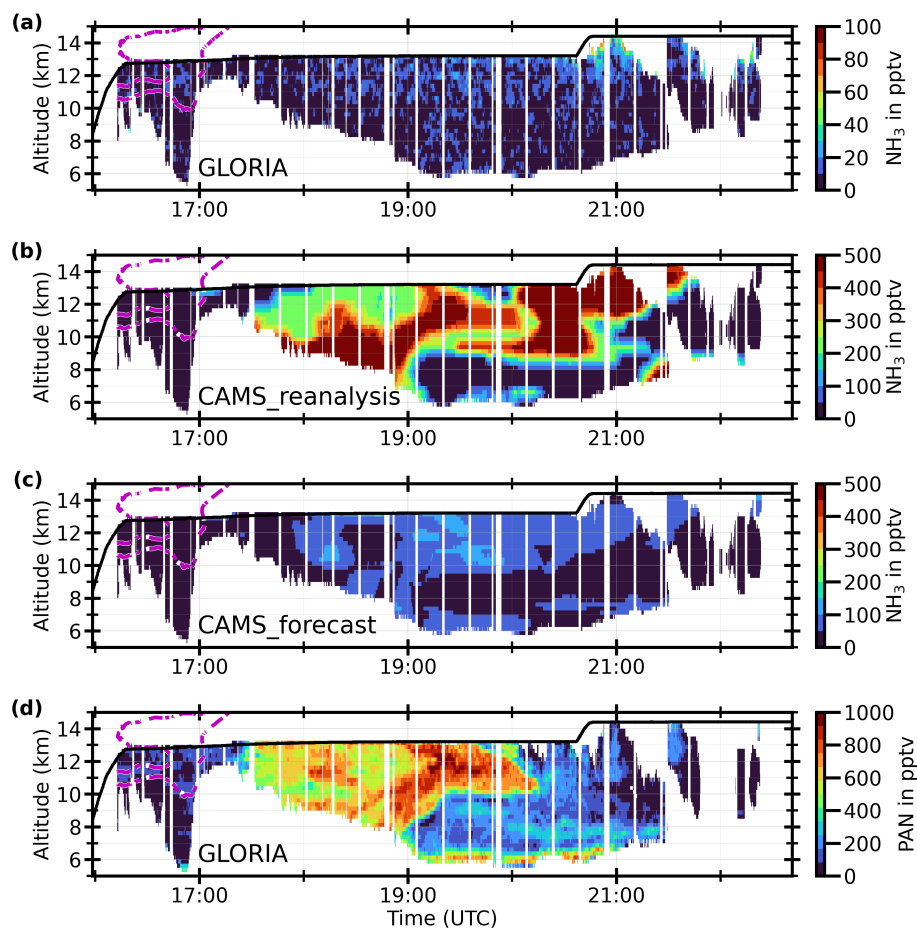 (a)
14
12
10
8
6
Altitude (km)
GLORIA
17:00 19:00 21:00
100
80
60
40
20
0
NH₃ in pptv
(b)
14
12
10
8
6
Altitude (km)
CAMS_reanalysis
17:00 19:00 21:00
500
400
300
200
100
0
NH₃ in pptv
(c)
14
12
10
8
6
Altitude (km)
CAMS_forecast
17:00 19:00 21:00
500
400
300
200
100
0
NH₃ in pptv
(d)
14
12
10
8
6
Altitude (km)
GLORIA
17:00 19:00 21:00
Time (UTC)
1000
800
600
400
200
0
PAN in pptv